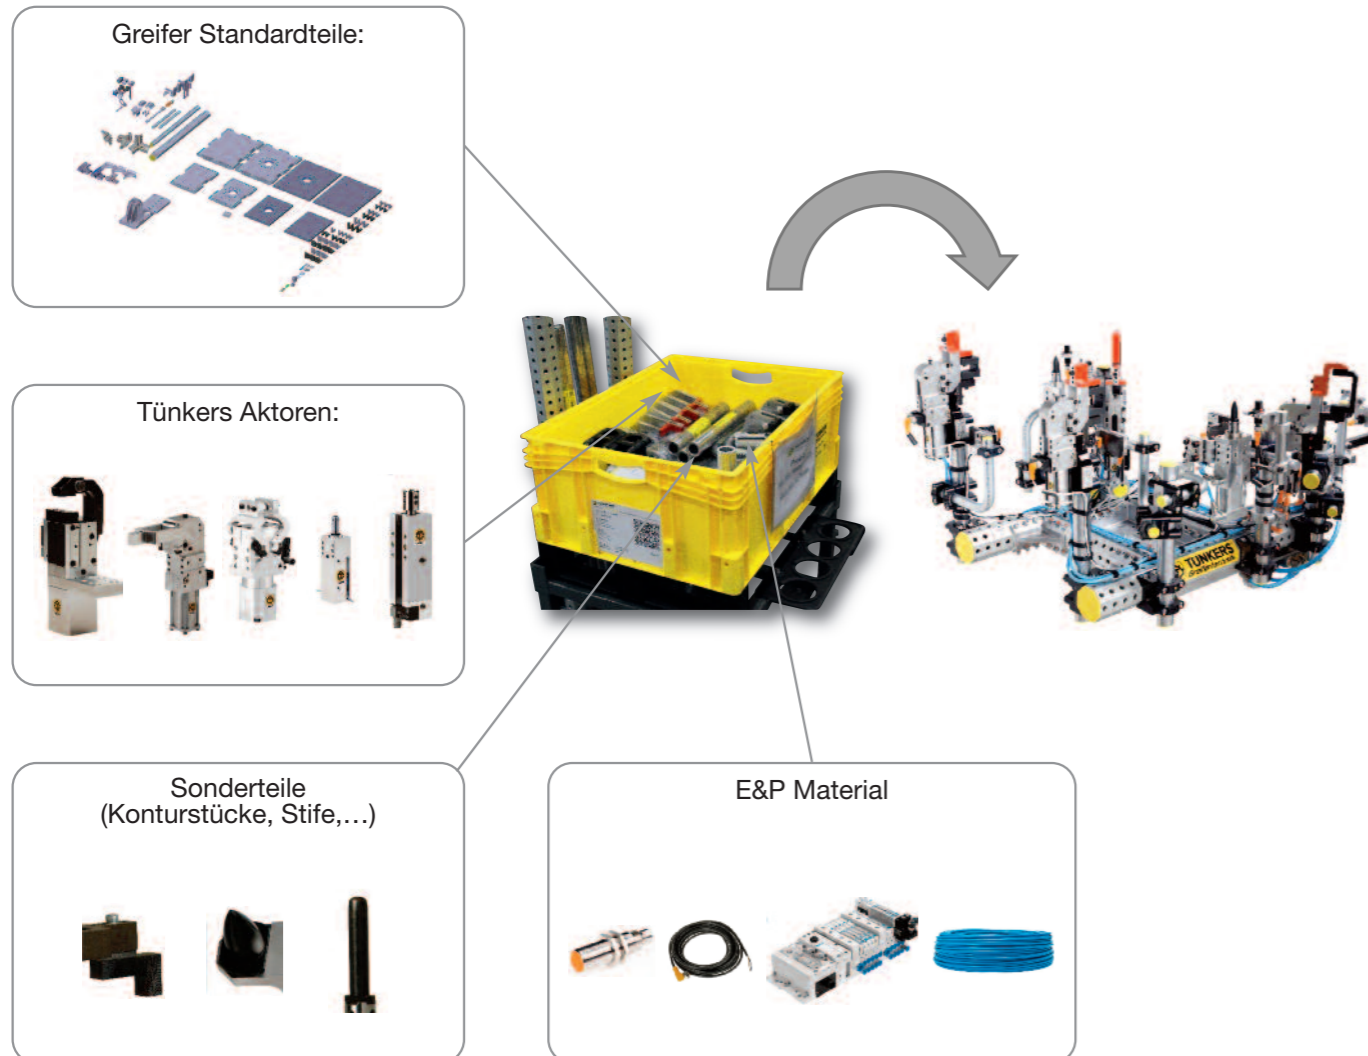 Greifer Standardteile:
Tünkers Aktoren:
Sonderteile
(Konturstücke, Stife,...)
E&P Material
TÜNKERS